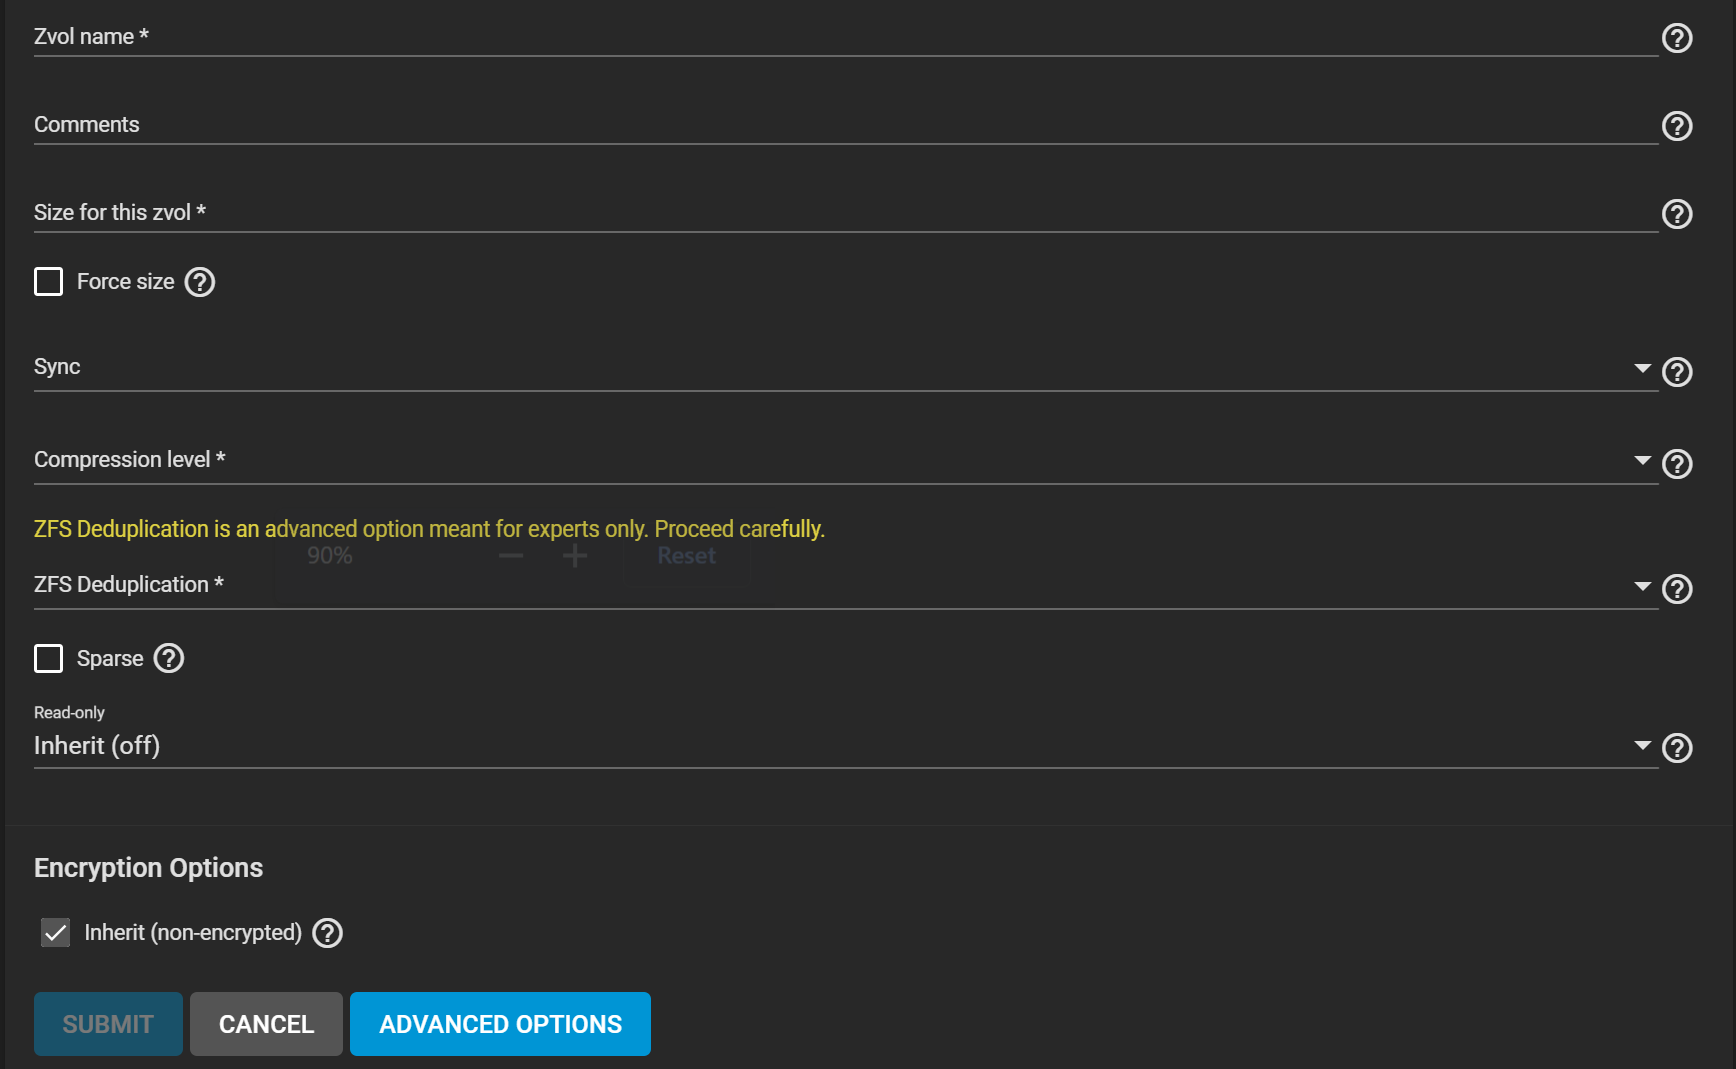 Zvol name *
Comments
Size for this zvol *
Force size
Sync
Compression level *
ZFS Deduplication is an advanced option meant for experts only. Proceed carefully.
90% − + Reset
ZFS Deduplication *
Sparse
Read-only
Inherit (off)
Encryption Options
Inherit (non-encrypted)
SUBMIT CANCEL ADVANCED OPTIONS